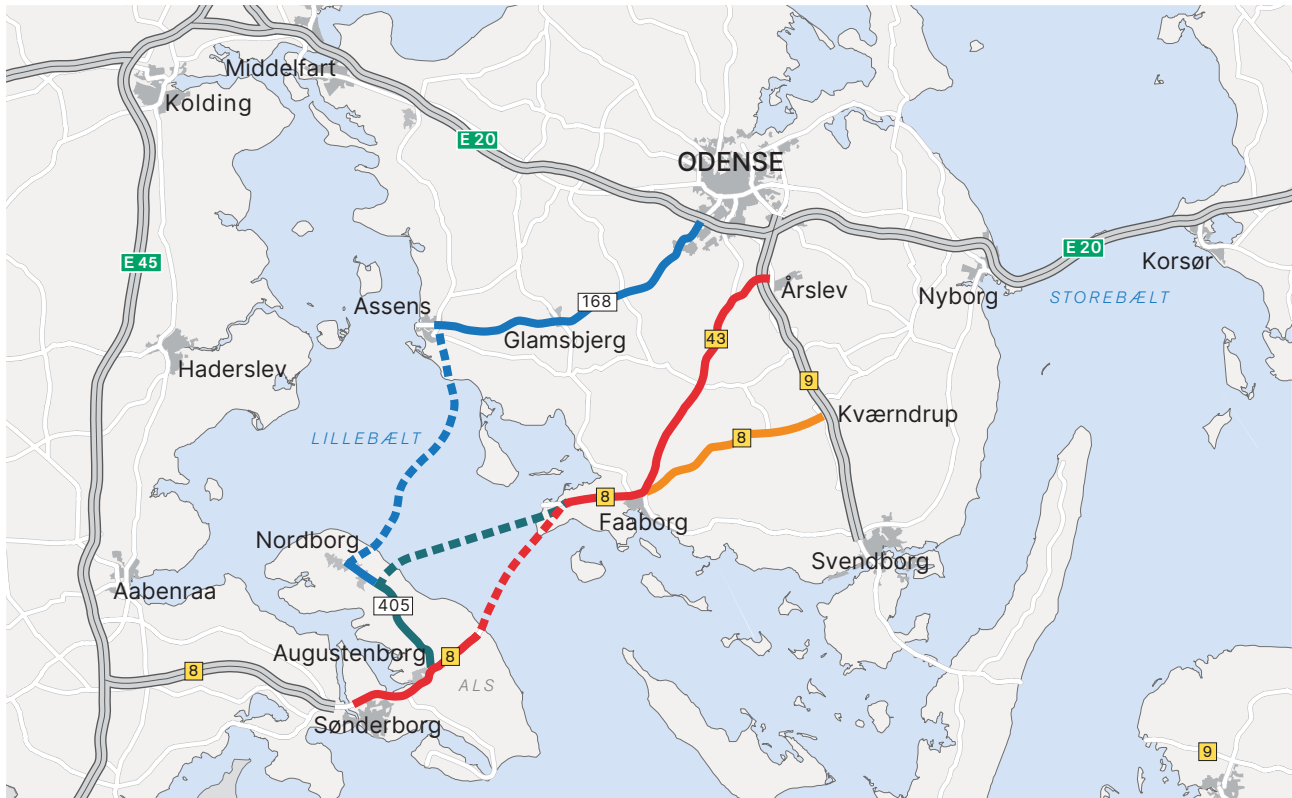 Middelfart
Kolding
E 20
ODENSE
E 45
E 20
Korsør
Årslev
Nyborg
STOREBÆLT
Assens
168
Glamsbjerg
43
Haderslev
9
Kværndrup
LILLEBÆLT
8
8
Faaborg
Nordborg
Svendborg
Aabenraa
405
Augustenborg
8
8
ALS
Sønderborg
9